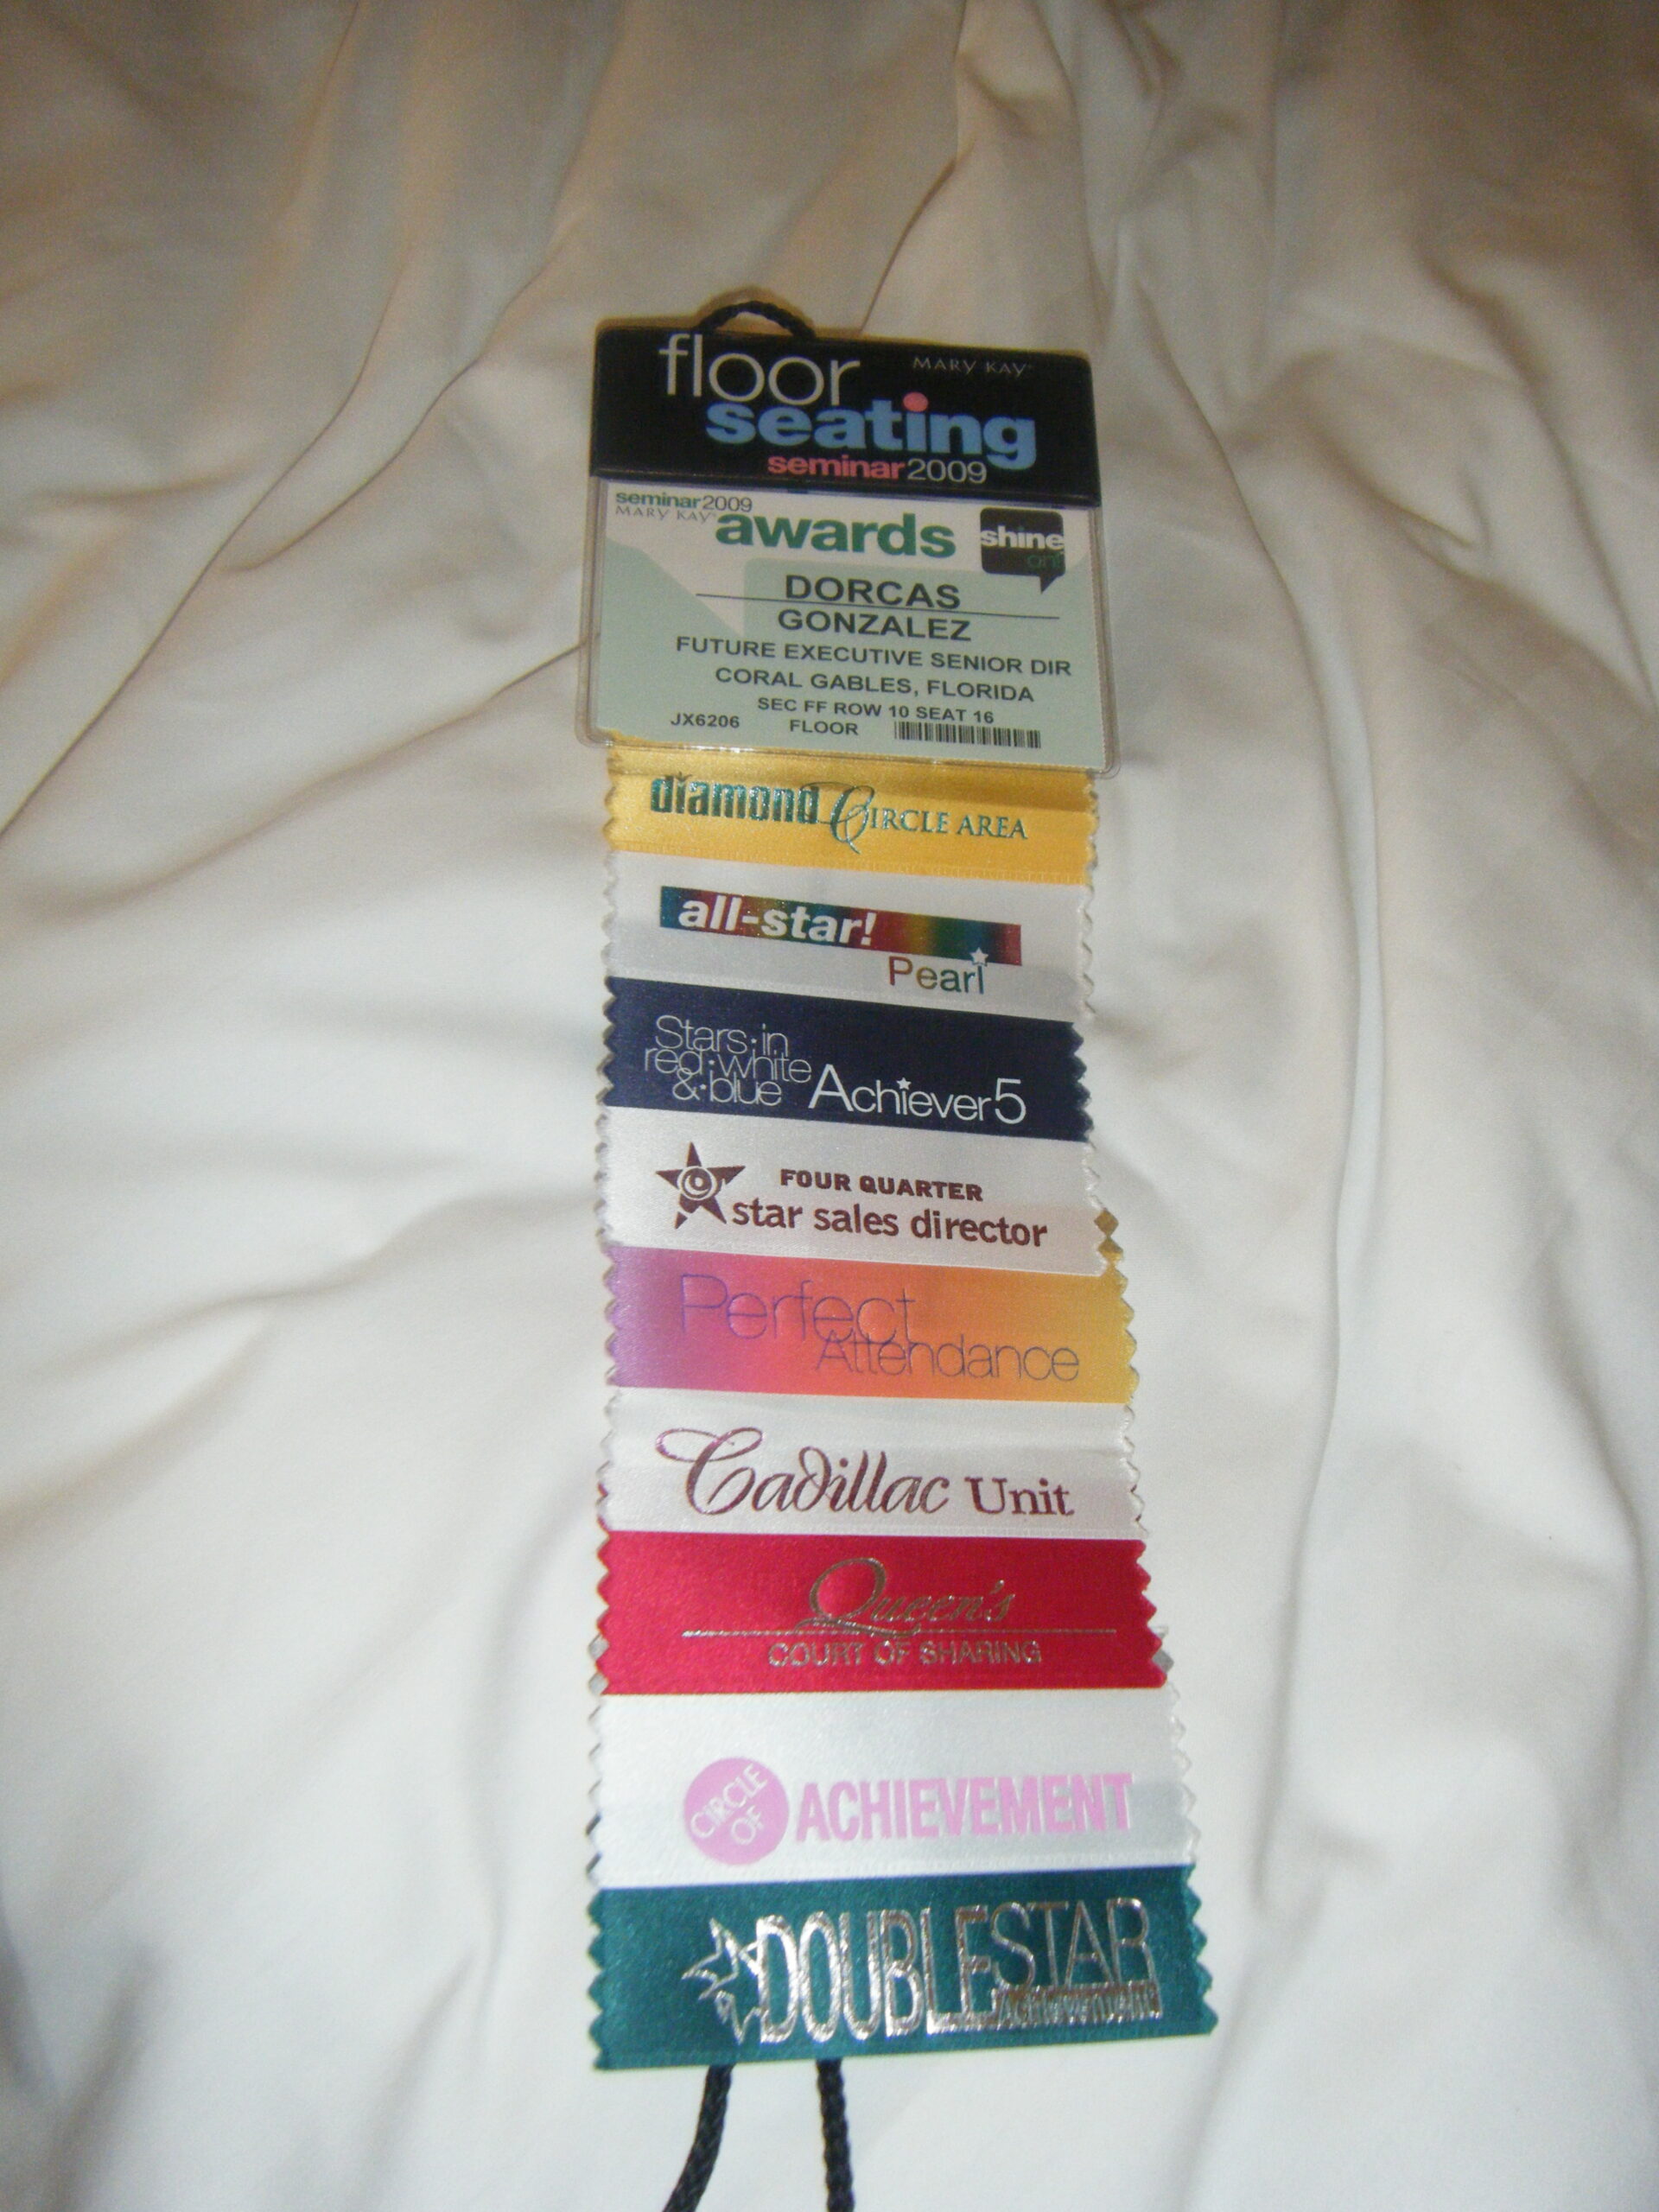 floor
MARY KAY®
seating
seminar2009
seminar2009
MARY KAY®
awards
shine
on!
DORCAS
GONZALEZ
FUTURE EXECUTIVE SENIOR DIR
CORAL GABLES, FLORIDA
SEC FF ROW 10 SEAT 16
JX6206 FLOOR
diamond CIRCLE AREA
all-star!
Pearl
Stars·in
red·white
&·blue Achiever5
FOUR QUARTER
star sales director
Perfect
Attendance
Cadillac Unit
Queen's
COURT OF SHARING
CIRCLE OF ACHIEVEMENT
DOUBLESTAR
Achievement